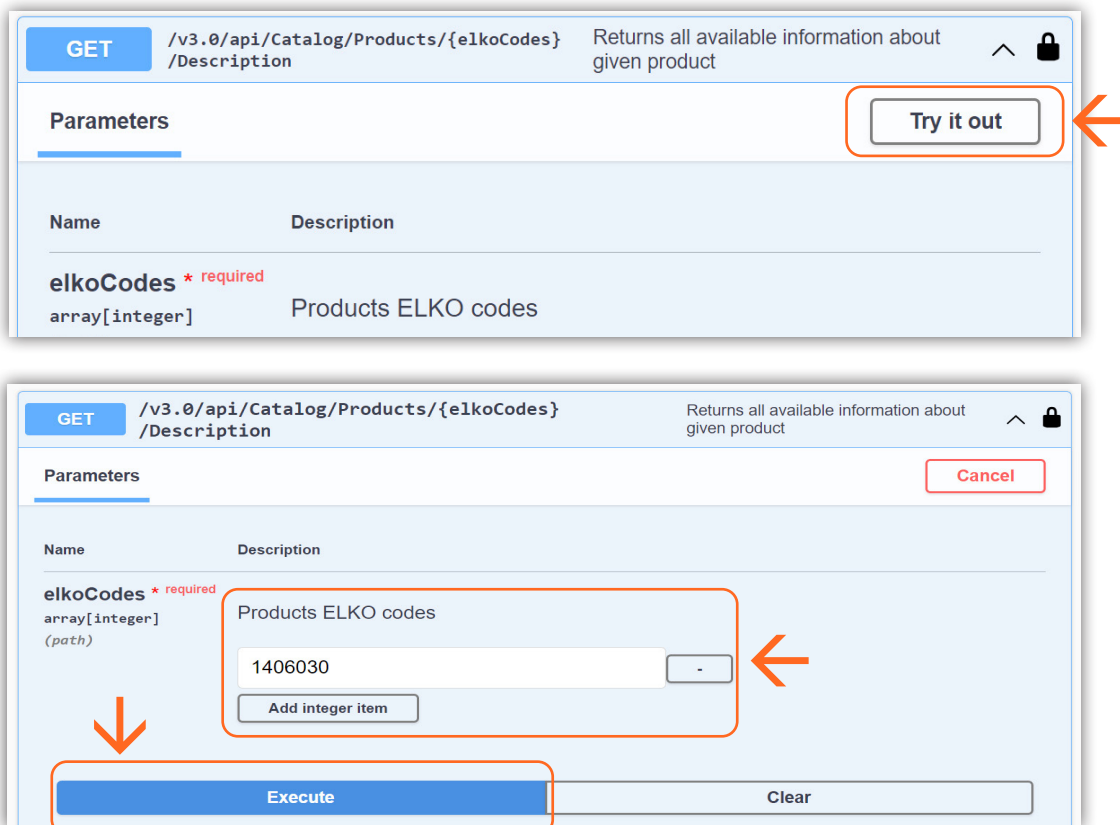 GET
/v3.0/api/Catalog/Products/{elkoCodes}
/Description
Returns all available information about
given product
Parameters
Try it out
Name Description
elkoCodes * required
array[integer]
Products ELKO codes
GET
/v3.0/api/Catalog/Products/{elkoCodes}
/Description
Returns all available information about
given product
Parameters
Cancel
Name Description
elkoCodes * required
array[integer]
(path)
Products ELKO codes
1406030 -
Add integer item
Execute Clear